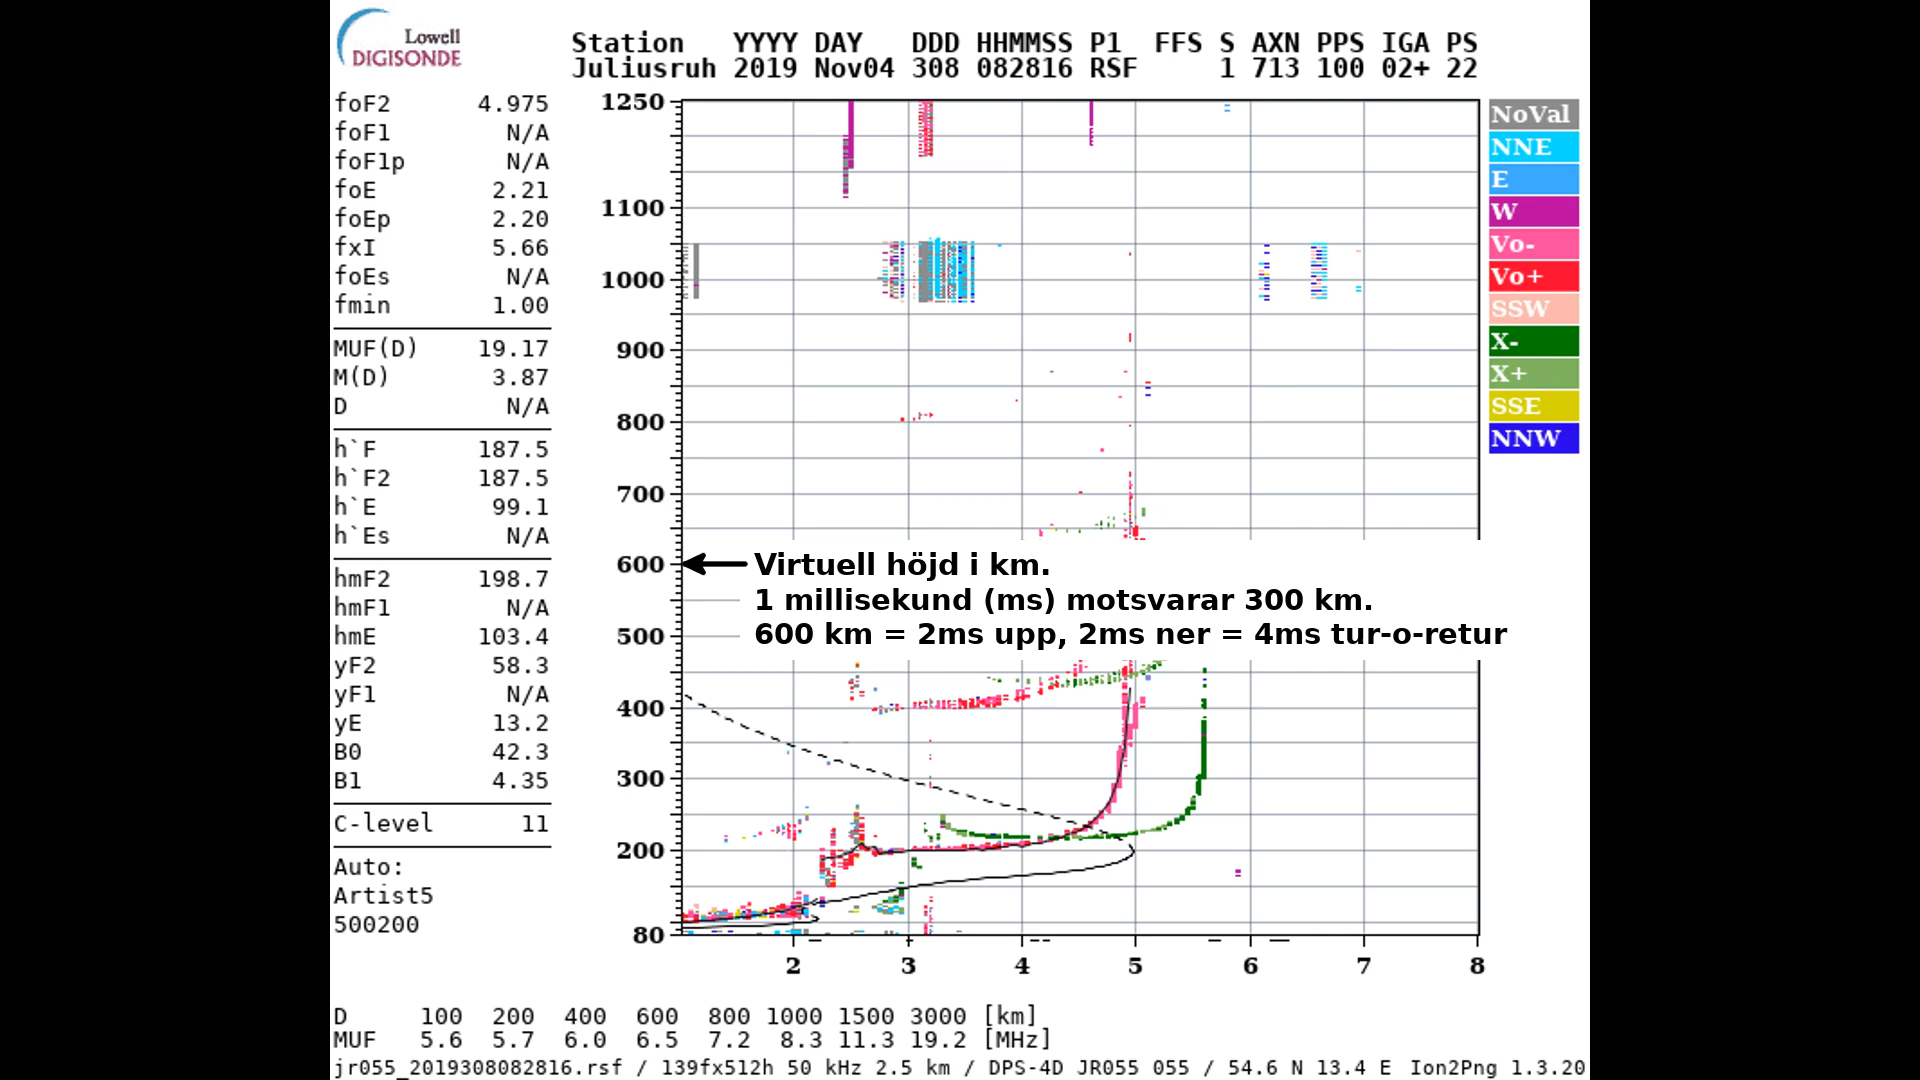 Lowell
DIGISONDE
Station YYYY DAY DDD HHMMSS P1 FFS S AXN PPS IGA PS
Juliusruh 2019 Nov04 308 082816 RSF 1 713 100 02+ 22
foF2 4.975
foF1 N/A
foF1p N/A
foE 2.21
foEp 2.20
fxI 5.66
foEs N/A
fmin 1.00
MUF(D) 19.17
M(D) 3.87
D N/A
h`F 187.5
h`F2 187.5
h`E 99.1
h`Es N/A
hmF2 198.7
hmF1 N/A
hmE 103.4
yF2 58.3
yF1 N/A
yE 13.2
B0 42.3
B1 4.35
C-level 11
Auto:
Artist5
500200
1250
1100
1000
900
800
700
600
500
400
300
200
80
Virtuell höjd i km.
1 millisekund (ms) motsvarar 300 km.
600 km = 2ms upp, 2ms ner = 4ms tur-o-retur
2 3 4 5 6 7 8
NoVal
NNE
E
W
Vo-
Vo+
SSW
X-
X+
SSE
NNW
D 100 200 400 600 800 1000 1500 3000 [km]
MUF 5.6 5.7 6.0 6.5 7.2 8.3 11.3 19.2 [MHz]
jr055_2019308082816.rsf / 139fx512h 50 kHz 2.5 km / DPS-4D JR055 055 / 54.6 N 13.4 E Ion2Png 1.3.20